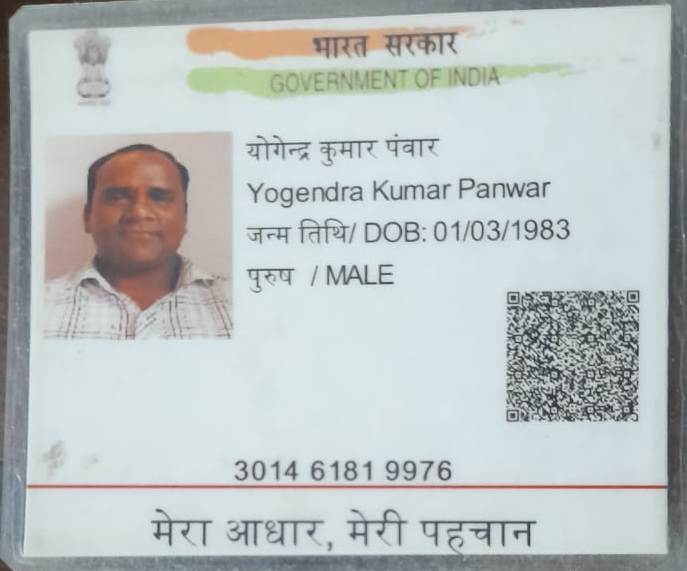 भारत सरकार
GOVERNMENT OF INDIA
योगेन्द्र कुमार पंवार
Yogendra Kumar Panwar
जन्म तिथि/ DOB: 01/03/1983
पुरुष / MALE
3014 6181 9976
मेरा आधार, मेरी पहचान